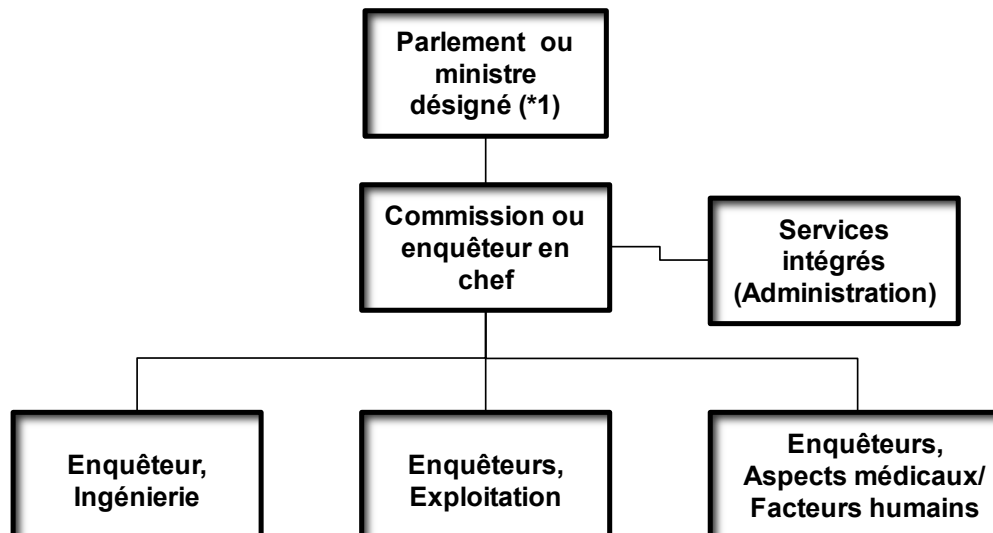 Parlement ou
ministre
désigné (*1)
Commission ou
enquêteur en
chef
Services
intégrés
(Administration)
Enquêteur,
Ingénierie
Enquêteurs,
Exploitation
Enquêteurs,
Aspects médicaux/
Facteurs humains